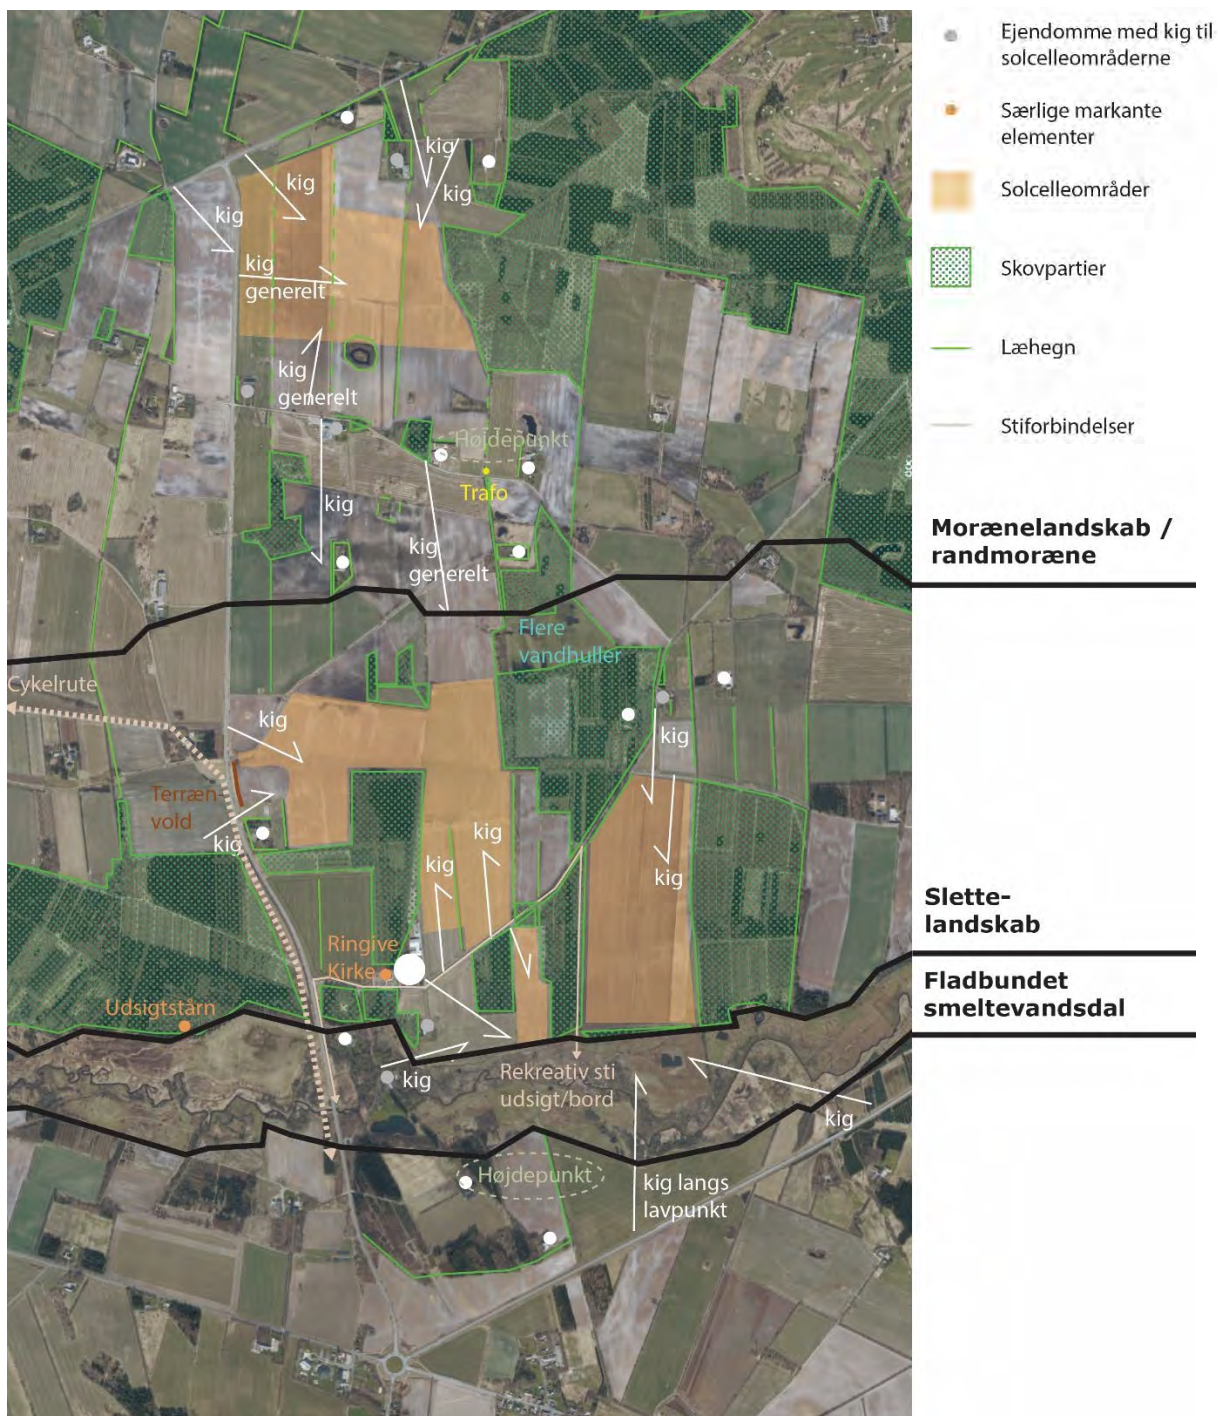 Ejendomme med kig til
solcelleområderne
Særlige markante
elementer
Solcelleområder
Skovpartier
Læhegn
Stiforbindelser
Morænelandskab /
randmoræne
Slette-
landskab
Fladbundet
smeltevandsdal
kig
kig
kig
kig
kig
generelt
kig
generelt
Højdepunkt
Trafo
kig
kig
generelt
Flere
vandhuller
Cykelrute
kig
kig
Terræn-
vold
kig
kig
kig
kig
Ringive
Kirke
Udsigtstårn
kig
Rekreativ sti
udsigt/bord
kig
Højdepunkt
kig langs
lavpunkt